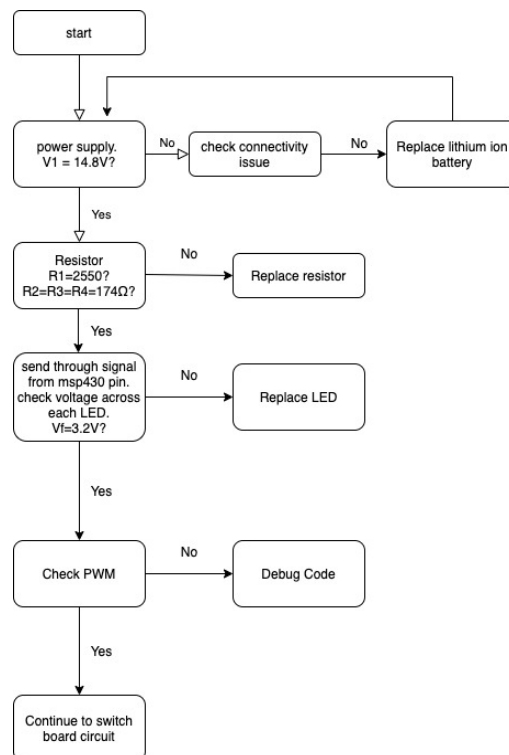 start
power supply.
V1 = 14.8V?
No
check connectivity
issue
No
Replace lithium ion
battery
Yes
Resistor
R1=2550?
R2=R3=R4=174Ω?
No
Replace resistor
Yes
send through signal
from msp430 pin.
check voltage across
each LED.
Vf=3.2V?
No
Replace LED
Yes
Check PWM
No
Debug Code
Yes
Continue to switch
board circuit